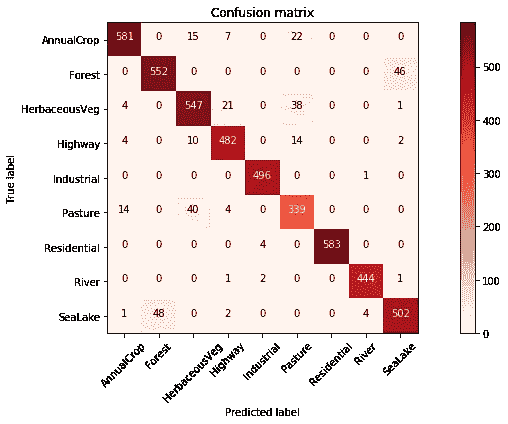 Confusion matrix
AnnualCrop 581 0 15 7 0 22 0 0 0
Forest 0 552 0 0 0 0 0 0 46
HerbaceousVeg 4 0 547 21 0 38 0 0 1
Highway 4 0 10 482 0 14 0 0 2
Industrial 0 0 0 0 496 0 0 1 0
Pasture 14 0 40 4 0 339 0 0 0
Residential 0 0 0 0 4 0 583 0 0
River 0 0 0 1 2 0 0 444 1
SeaLake 1 48 0 2 0 0 0 4 502
True label
AnnualCrop Forest HerbaceousVeg Highway Industrial Pasture Residential River SeaLake
Predicted label
500
400
300
200
100
0